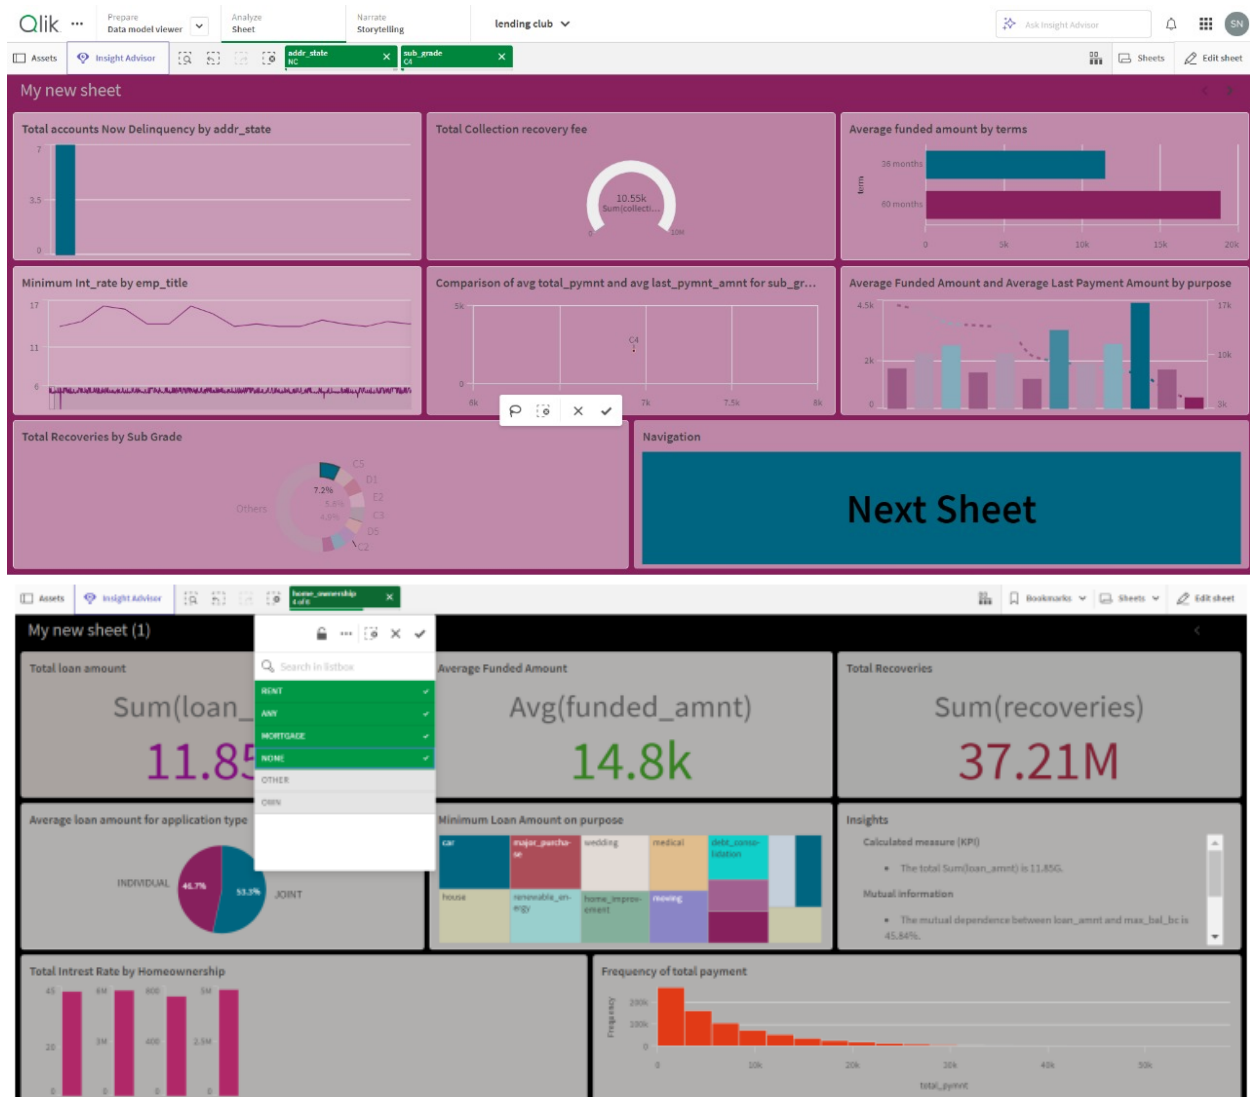 Qlik
Prepare
Data model viewer
Analyze
Sheet
Narrate
Storytelling
lending club
Ask Insight Advisor
SN
Assets
Insight Advisor
addr_state
NC
sub_grade
C4
Sheets
Edit sheet
My new sheet
Total accounts Now Delinquency by addr_state
7
3.5
0
Total Collection recovery fee
10.55k
Sum(collecti...
0
10M
Average funded amount by terms
term
36 months
60 months
0
5k
10k
15k
20k
Minimum Int_rate by emp_title
17
11
6
Comparison of avg total_pymnt and avg last_pymnt_amnt for sub_gr...
5k
0
C4
6k
7k
7.5k
8k
Average Funded Amount and Average Last Payment Amount by purpose
4.5k
2k
0
17k
10k
3k
Total Recoveries by Sub Grade
Others
7.2%
C5
D1
E2
C3
D5
C2
Navigation
Next Sheet
Assets
Insight Advisor
home_ownership
4 of 6
Bookmarks
Sheets
Edit sheet
My new sheet (1)
Search in listbox
RENT
ANY
MORTGAGE
NONE
OTHER
OWN
Total loan amount
Sum(loan_
11.85
Average Funded Amount
Avg(funded_amnt)
14.8k
Total Recoveries
Sum(recoveries)
37.21M
Average loan amount for application type
INDIVIDUAL
46.7%
53.3%
JOINT
Minimum Loan Amount on purpose
car
major_purcha-
se
wedding
medical
debt_conso-
lidation
house
renewable_en-
ergy
home_improv-
ement
moving
Insights
Calculated measure (KPI)
• The total Sum(loan_amnt) is 11.85G.
Mutual information
• The mutual dependence between loan_amnt and max_bal_bc is
45.84%.
Total Intrest Rate by Homeownership
45
20
0
6M
3M
0
800
400
0
5M
2.5M
0
Frequency of total payment
Frequency
200k
100k
0
0
10k
20k
30k
40k
50k
total_pymnt